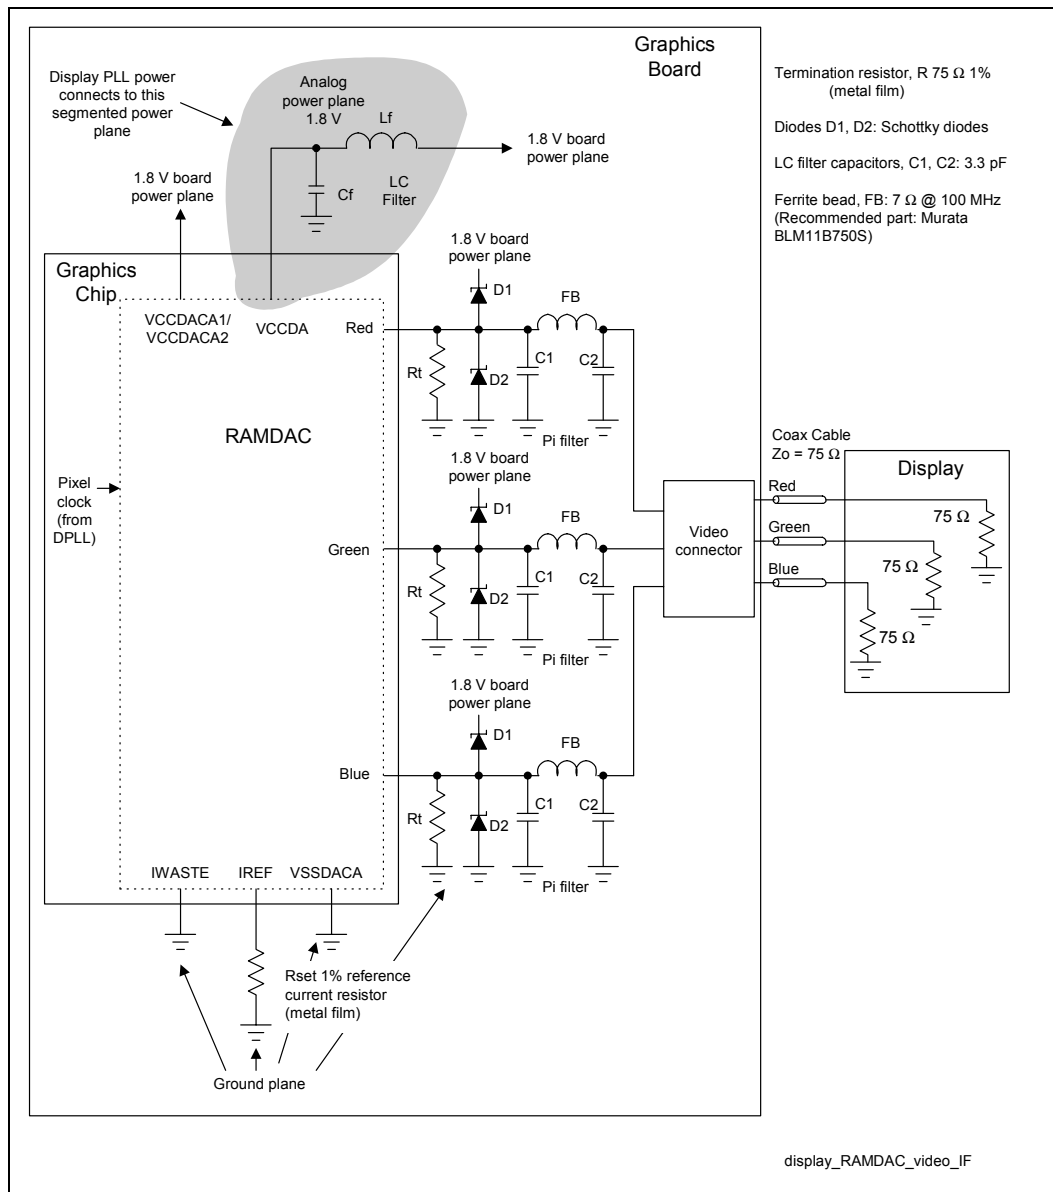 Graphics
Board
Display PLL power
connects to this
segmented power
plane
Analog
power plane
1.8 V
Lf
1.8 V board
power plane
Cf
LC
Filter
1.8 V board
power plane
Termination resistor, R 75 Ω 1%
(metal film)
Diodes D1, D2: Schottky diodes
LC filter capacitors, C1, C2: 3.3 pF
Ferrite bead, FB: 7 Ω @ 100 MHz
(Recommended part: Murata
BLM11B750S)
Graphics
Chip
VCCDACA1/
VCCDACA2
VCCDA
Red
1.8 V board
power plane
D1
FB
Rt
D2
C1
C2
Pi filter
RAMDAC
Pixel
clock
(from
DPLL)
Green
1.8 V board
power plane
D1
FB
Rt
D2
C1
C2
Pi filter
Video
connector
Coax Cable
Zo = 75 Ω
Red
Green
Blue
Display
75 Ω
75 Ω
75 Ω
Blue
1.8 V board
power plane
D1
FB
Rt
D2
C1
C2
Pi filter
IWASTE
IREF
VSSDACA
Rset 1% reference
current resistor
(metal film)
Ground plane
display_RAMDAC_video_IF